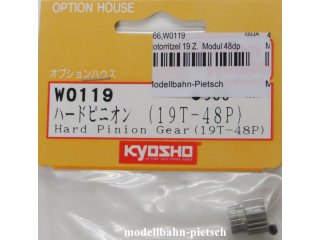 OPTION HOUSE
66,W0119
otorritzel 19 Z. Modul 48dp
Modellbahn-Pietsch
オプションハウス
W0119
ハードピニオン (19T-48P)
Hard Pinion Gear(19T-48P)
KYOSHO
modellbahn-pietsch